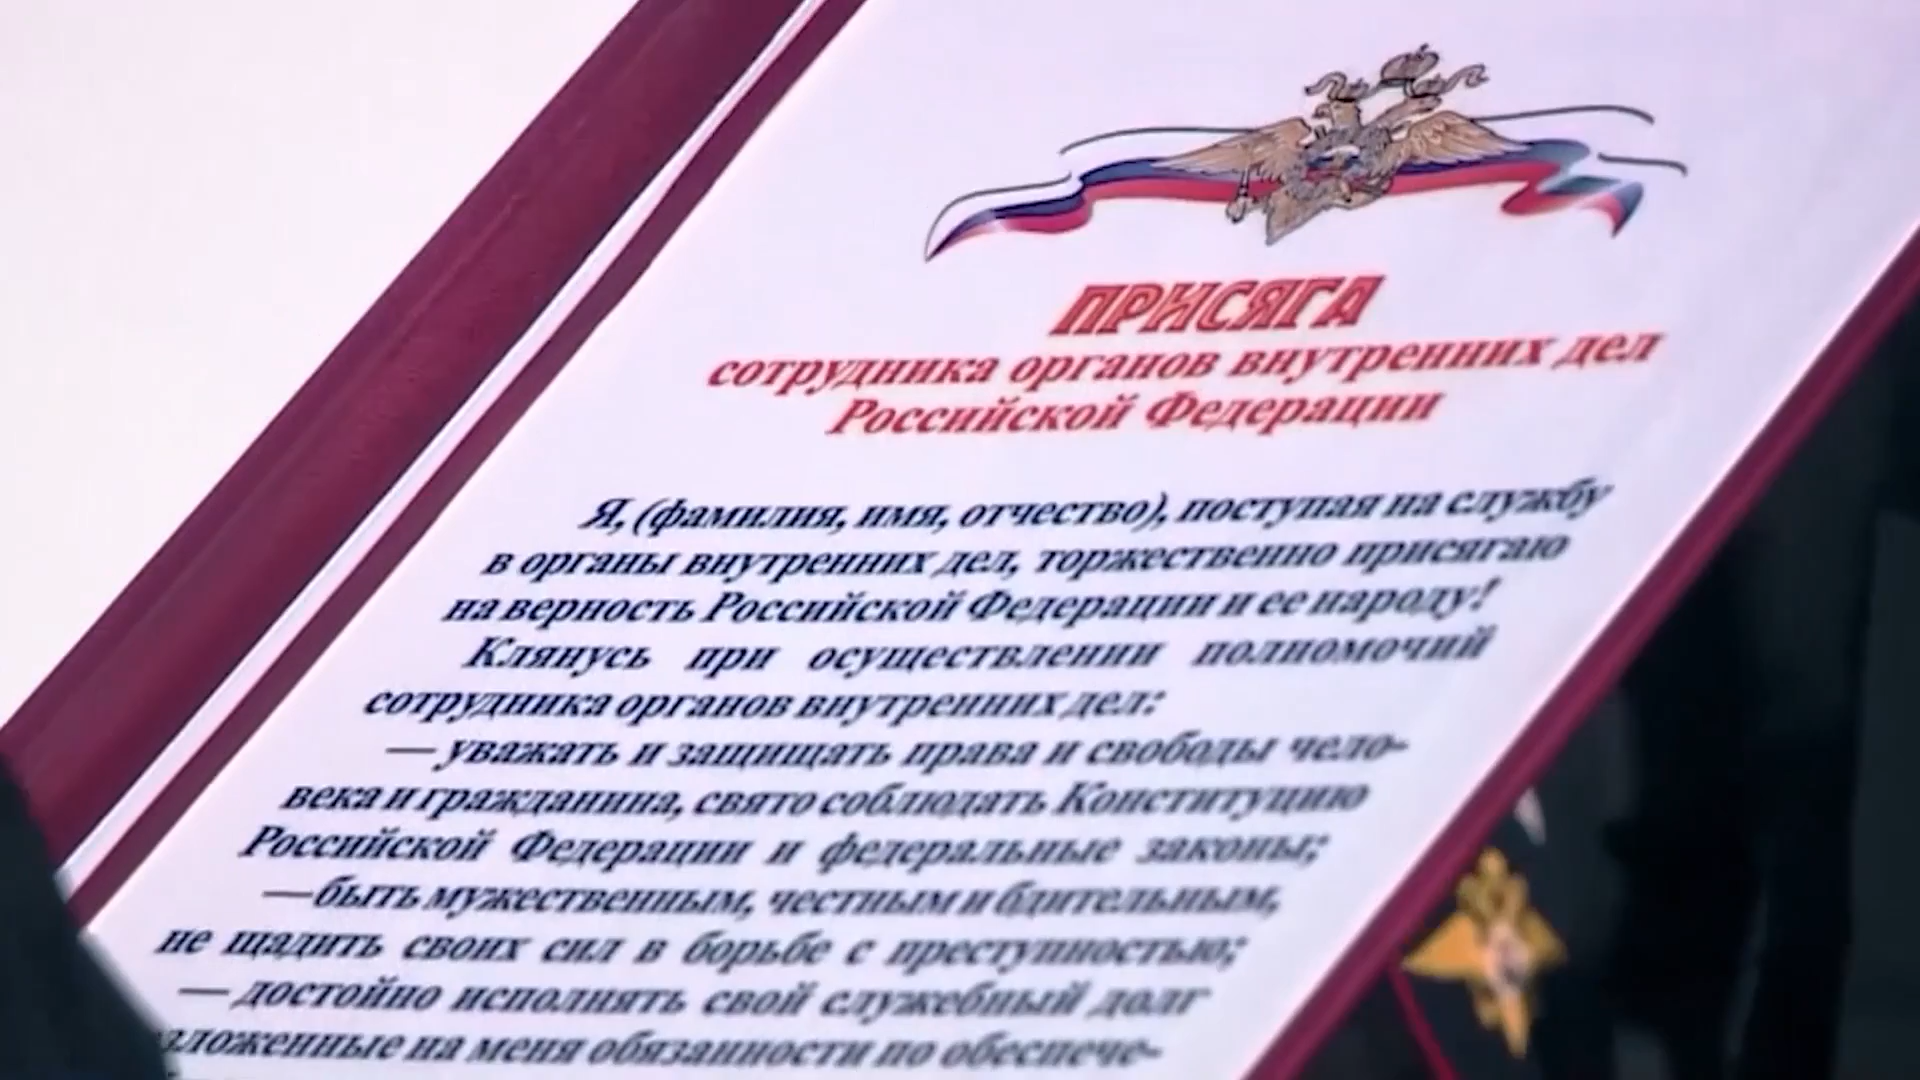 ПРИСЯГА
сотрудника органов внутренних дел
Российской Федерации
Я, (фамилия, имя, отчество), поступая на службу
в органы внутренних дел, торжественно присягаю
на верность Российской Федерации и ее народу!
Клянусь при осуществлении полномочий
сотрудника органов внутренних дел:
— уважать и защищать права и свободы чело-
века и гражданина, свято соблюдать Конституцию
Российской Федерации и федеральные законы;
— быть мужественным, честным и бдительным,
не щадить своих сил в борьбе с преступностью;
— достойно исполнять свой служебный долг
на меня обязанности по обеспече-